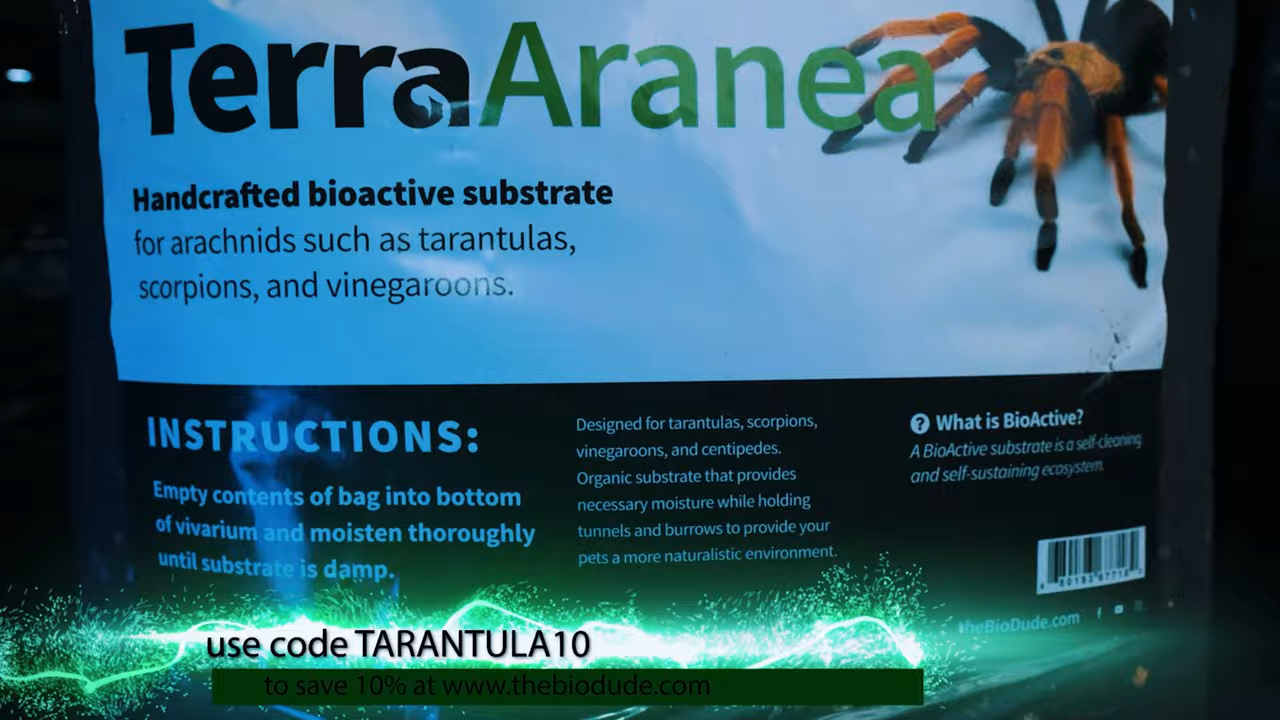 TerraAranea
Handcrafted bioactive substrate
for arachnids such as tarantulas,
scorpions, and vinegaroons.
INSTRUCTIONS:
Empty contents of bag into bottom
of vivarium and moisten thoroughly
until substrate is damp.
Designed for tarantulas, scorpions,
vinegaroons, and centipedes.
Organic substrate that provides
necessary moisture while holding
tunnels and burrows to provide your
pets a more naturalistic environment.
What is BioActive?
A BioActive substrate is a self-cleaning
and self-sustaining ecosystem.
theBioDude.com
use code TARANTULA10
to save 10% at www.thebiodude.com